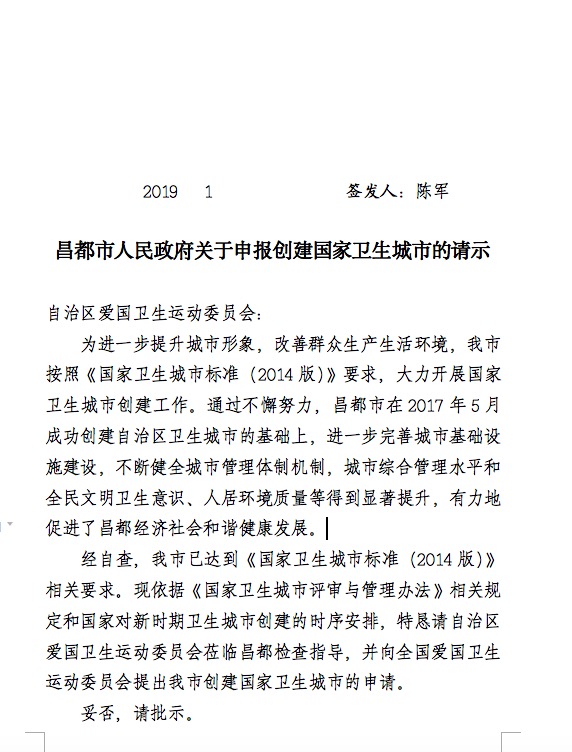 2019 1 签发人：陈军
昌都市人民政府关于申报创建国家卫生城市的请示
自治区爱国卫生运动委员会：
为进一步提升城市形象，改善群众生产生活环境，我市
按照《国家卫生城市标准（2014 版）》要求，大力开展国家
卫生城市创建工作。通过不懈努力，昌都市在 2017 年 5 月
成功创建自治区卫生城市的基础上，进一步完善城市基础设
施建设，不断健全城市管理体制机制，城市综合管理水平和
全民文明卫生意识、人居环境质量等得到显著提升，有力地
促进了昌都经济社会和谐健康发展。
经自查，我市已达到《国家卫生城市标准（2014 版）》
相关要求。现依据《国家卫生城市评审与管理办法》相关规
定和国家对新时期卫生城市创建的时序安排，特恳请自治区
爱国卫生运动委员会莅临昌都检查指导，并向全国爱国卫生
运动委员会提出我市创建国家卫生城市的申请。
妥否，请批示。